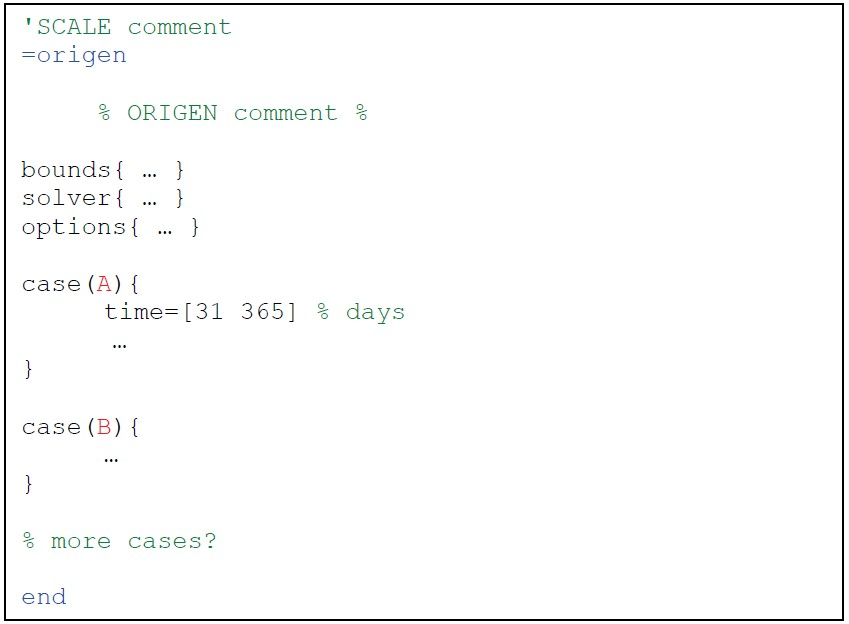 'SCALE comment
=origen
% ORIGEN comment %
bounds{ … }
solver{ … }
options{ … }
case(A){
time=[31 365] % days
…
}
case(B){
…
}
% more cases?
end